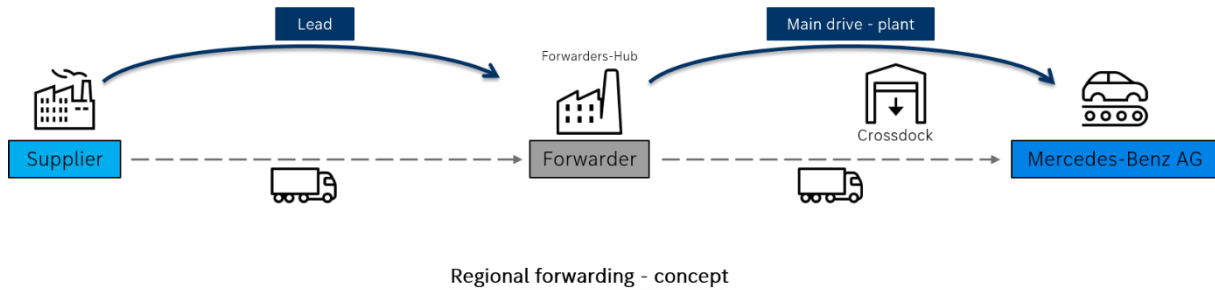 Lead
Main drive - plant
Forwarders-Hub
Crossdock
Supplier
Forwarder
Mercedes-Benz AG
Regional forwarding - concept